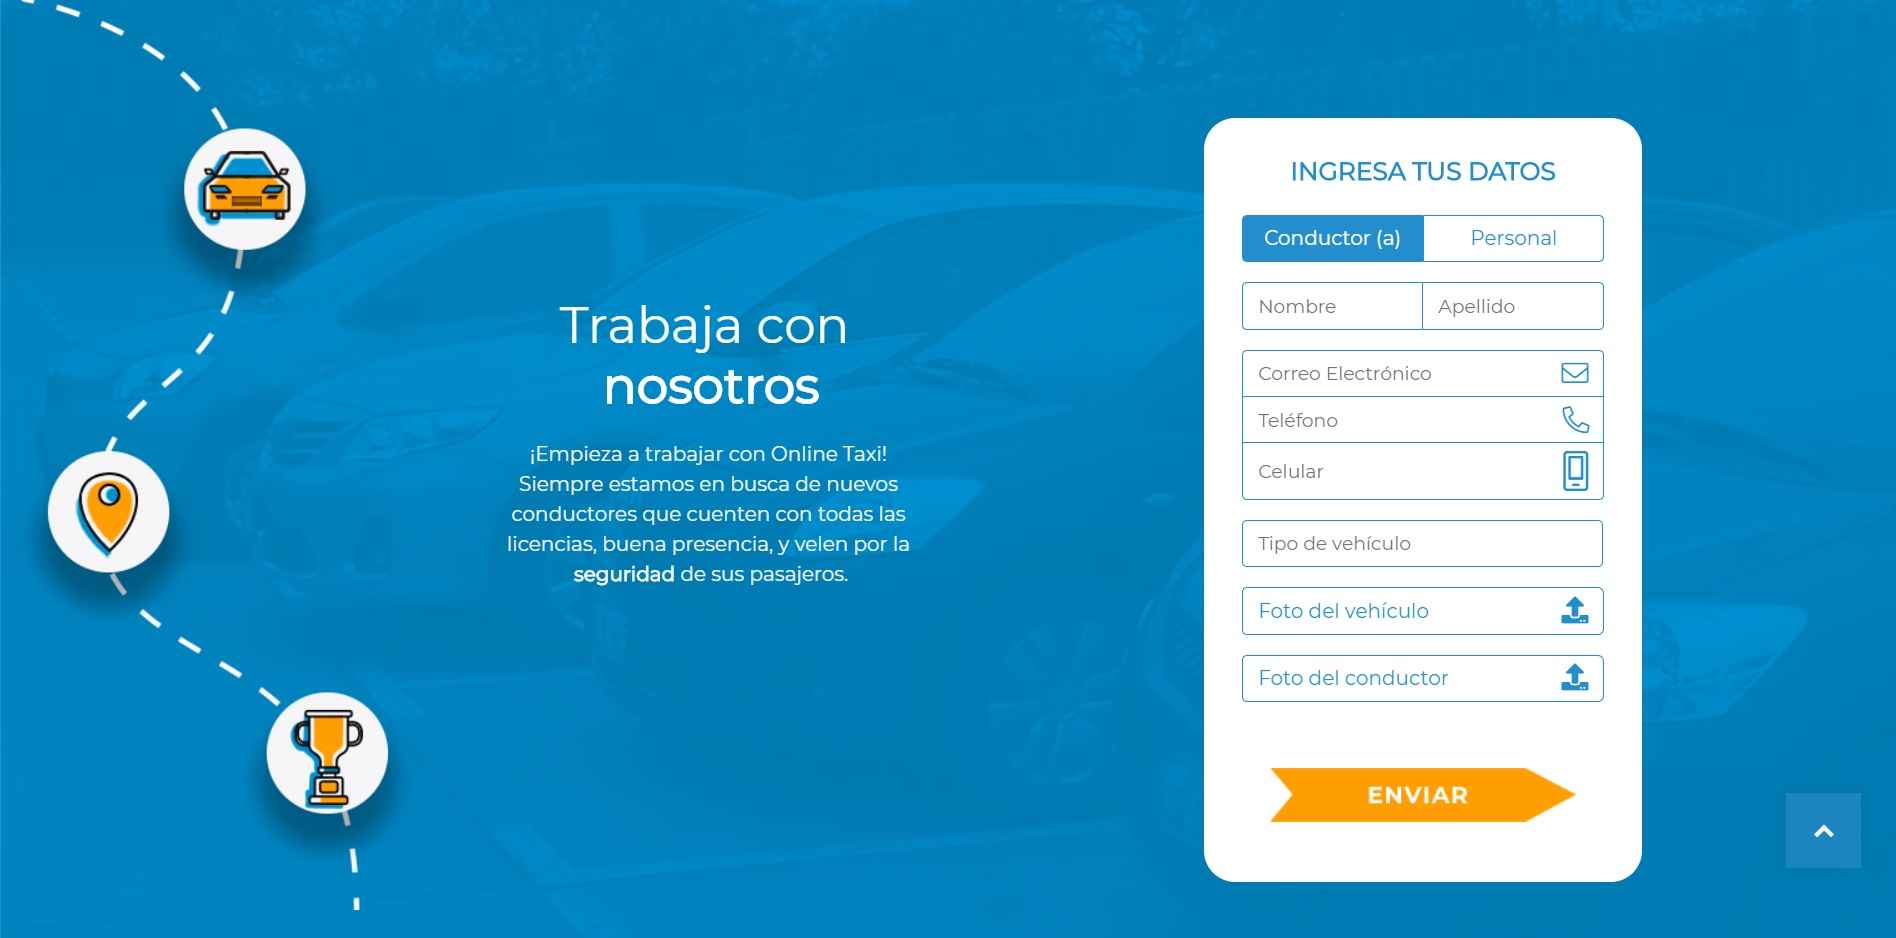 Trabaja con
nosotros
¡Empieza a trabajar con Online Taxi!
Siempre estamos en busca de nuevos
conductores que cuenten con todas las
licencias, buena presencia, y velen por la
seguridad de sus pasajeros.
INGRESA TUS DATOS
Conductor (a) Personal
Nombre Apellido
Correo Electrónico
Teléfono
Celular
Tipo de vehículo
Foto del vehículo
Foto del conductor
ENVIAR